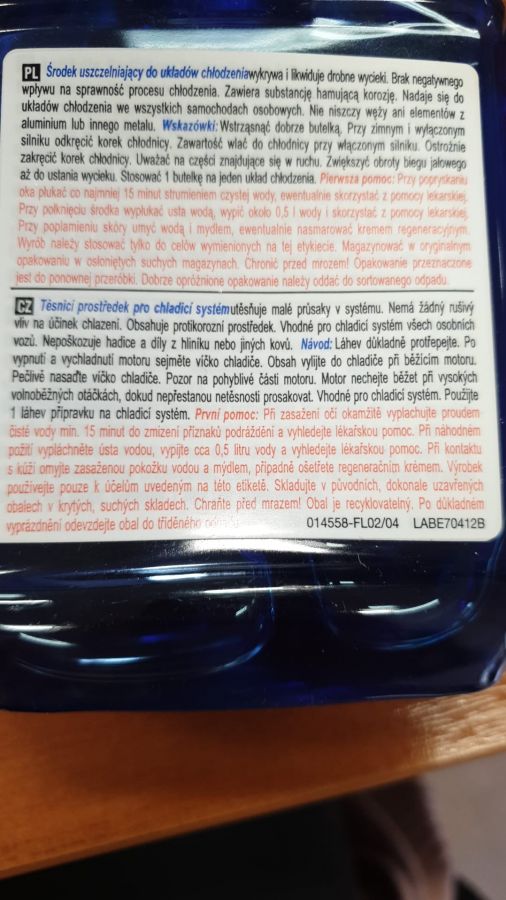 PL Środek uszczelniający do układów chłodzenia wykrywa i likwiduje drobne wycieki. Brak negatywnego
wpływu na sprawność procesu chłodzenia. Zawiera substancję hamującą korozję. Nadaje się do
układów chłodzenia we wszystkich samochodach osobowych. Nie niszczy węży ani elementów z
aluminium lub innego metalu. Wskazówki: Wstrząsnąć dobrze butelką. Przy zimnym i wyłączonym
silniku odkręcić korek chłodnicy. Zawartość wlać do chłodnicy przy włączonym silniku. Ostrożnie
zakręcić korek chłodnicy. Uważać na części znajdujące się w ruchu. Zwiększyć obroty biegu jałowego
aż do ustania wycieku. Stosować 1 butelkę na jeden układ chłodzenia. Pierwsza pomoc: Przy popryskaniu
oka płukać co najmniej 15 minut strumieniem czystej wody, ewentualnie skorzystać z pomocy lekarskiej.
Przy połknięciu środka wypłukać usta wodą, wypić około 0,5 l wody i skorzystać z pomocy lekarskiej.
Przy poplamieniu skóry umyć wodą i mydłem, ewentualnie nasmarować kremem regeneracyjnym.
Wyrób należy stosować tylko do celów wymienionych na tej etykiecie. Magazynować w oryginalnym
opakowaniu w osłoniętych suchych magazynach. Chronić przed mrozem! Opakowanie przeznaczone
jest do ponownej przeróbki. Dobrze opróżnione opakowanie należy oddać do sortowanego odpadu.
CZ Těsnicí prostředek pro chladicí systém utěsňuje malé průsaky v systému. Nemá žádný rušivý
vliv na účinek chlazení. Obsahuje protikorozní prostředek. Vhodné pro chladicí systém všech osobních
vozů. Nepoškozuje hadice a díly z hliníku nebo jiných kovů. Návod: Láhev důkladně protřepejte. Po
vypnutí a vychladnutí motoru sejměte víčko chladiče. Obsah vylijte do chladiče při běžícím motoru.
Pečlivě nasaďte víčko chladiče. Pozor na pohyblivé části motoru. Motor nechejte běžet při vysokých
volnoběžných otáčkách, dokud nepřestanou netěsnosti prosakovat. Vhodné pro chladicí systém. Použijte
1 láhev přípravku na chladicí systém. První pomoc: Při zasažení očí okamžitě vyplachujte proudem
čisté vody min. 15 minut do zmizení příznaků podráždění a vyhledejte lékařskou pomoc. Při náhodném
požití vypláchněte ústa vodou, vypijte cca 0,5 litru vody a vyhledejte lékařskou pomoc. Při kontaktu
s kůží omyjte zasaženou pokožku vodou a mýdlem, případně ošetřete regeneračním krémem. Výrobek
používejte pouze k účelům uvedeným na této etiketě. Skladujte v původních, dokonale uzavřených
obalech v krytých, suchých skladech. Chraňte před mrazem! Obal je recyklovatelný. Po důkladném
vyprázdnění odevzdejte obal do tříděného 014558-FL02/04 LABE70412B